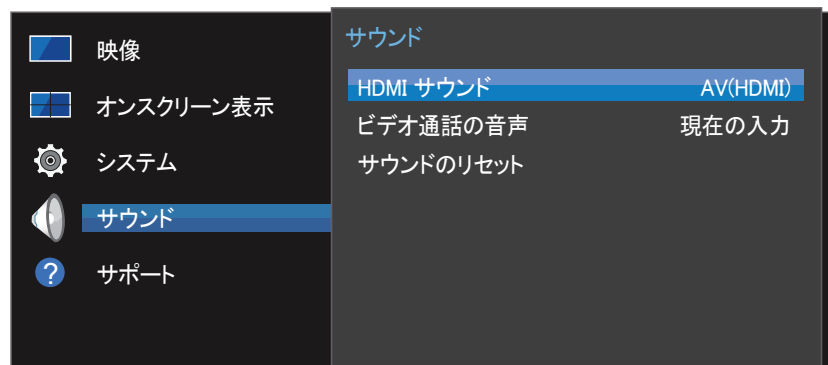 映像
オンスクリーン表示
システム
サウンド
?
サポート
サウンド
HDMI サウンド AV(HDMI)
ビデオ通話の音声 現在の入力
サウンドのリセット